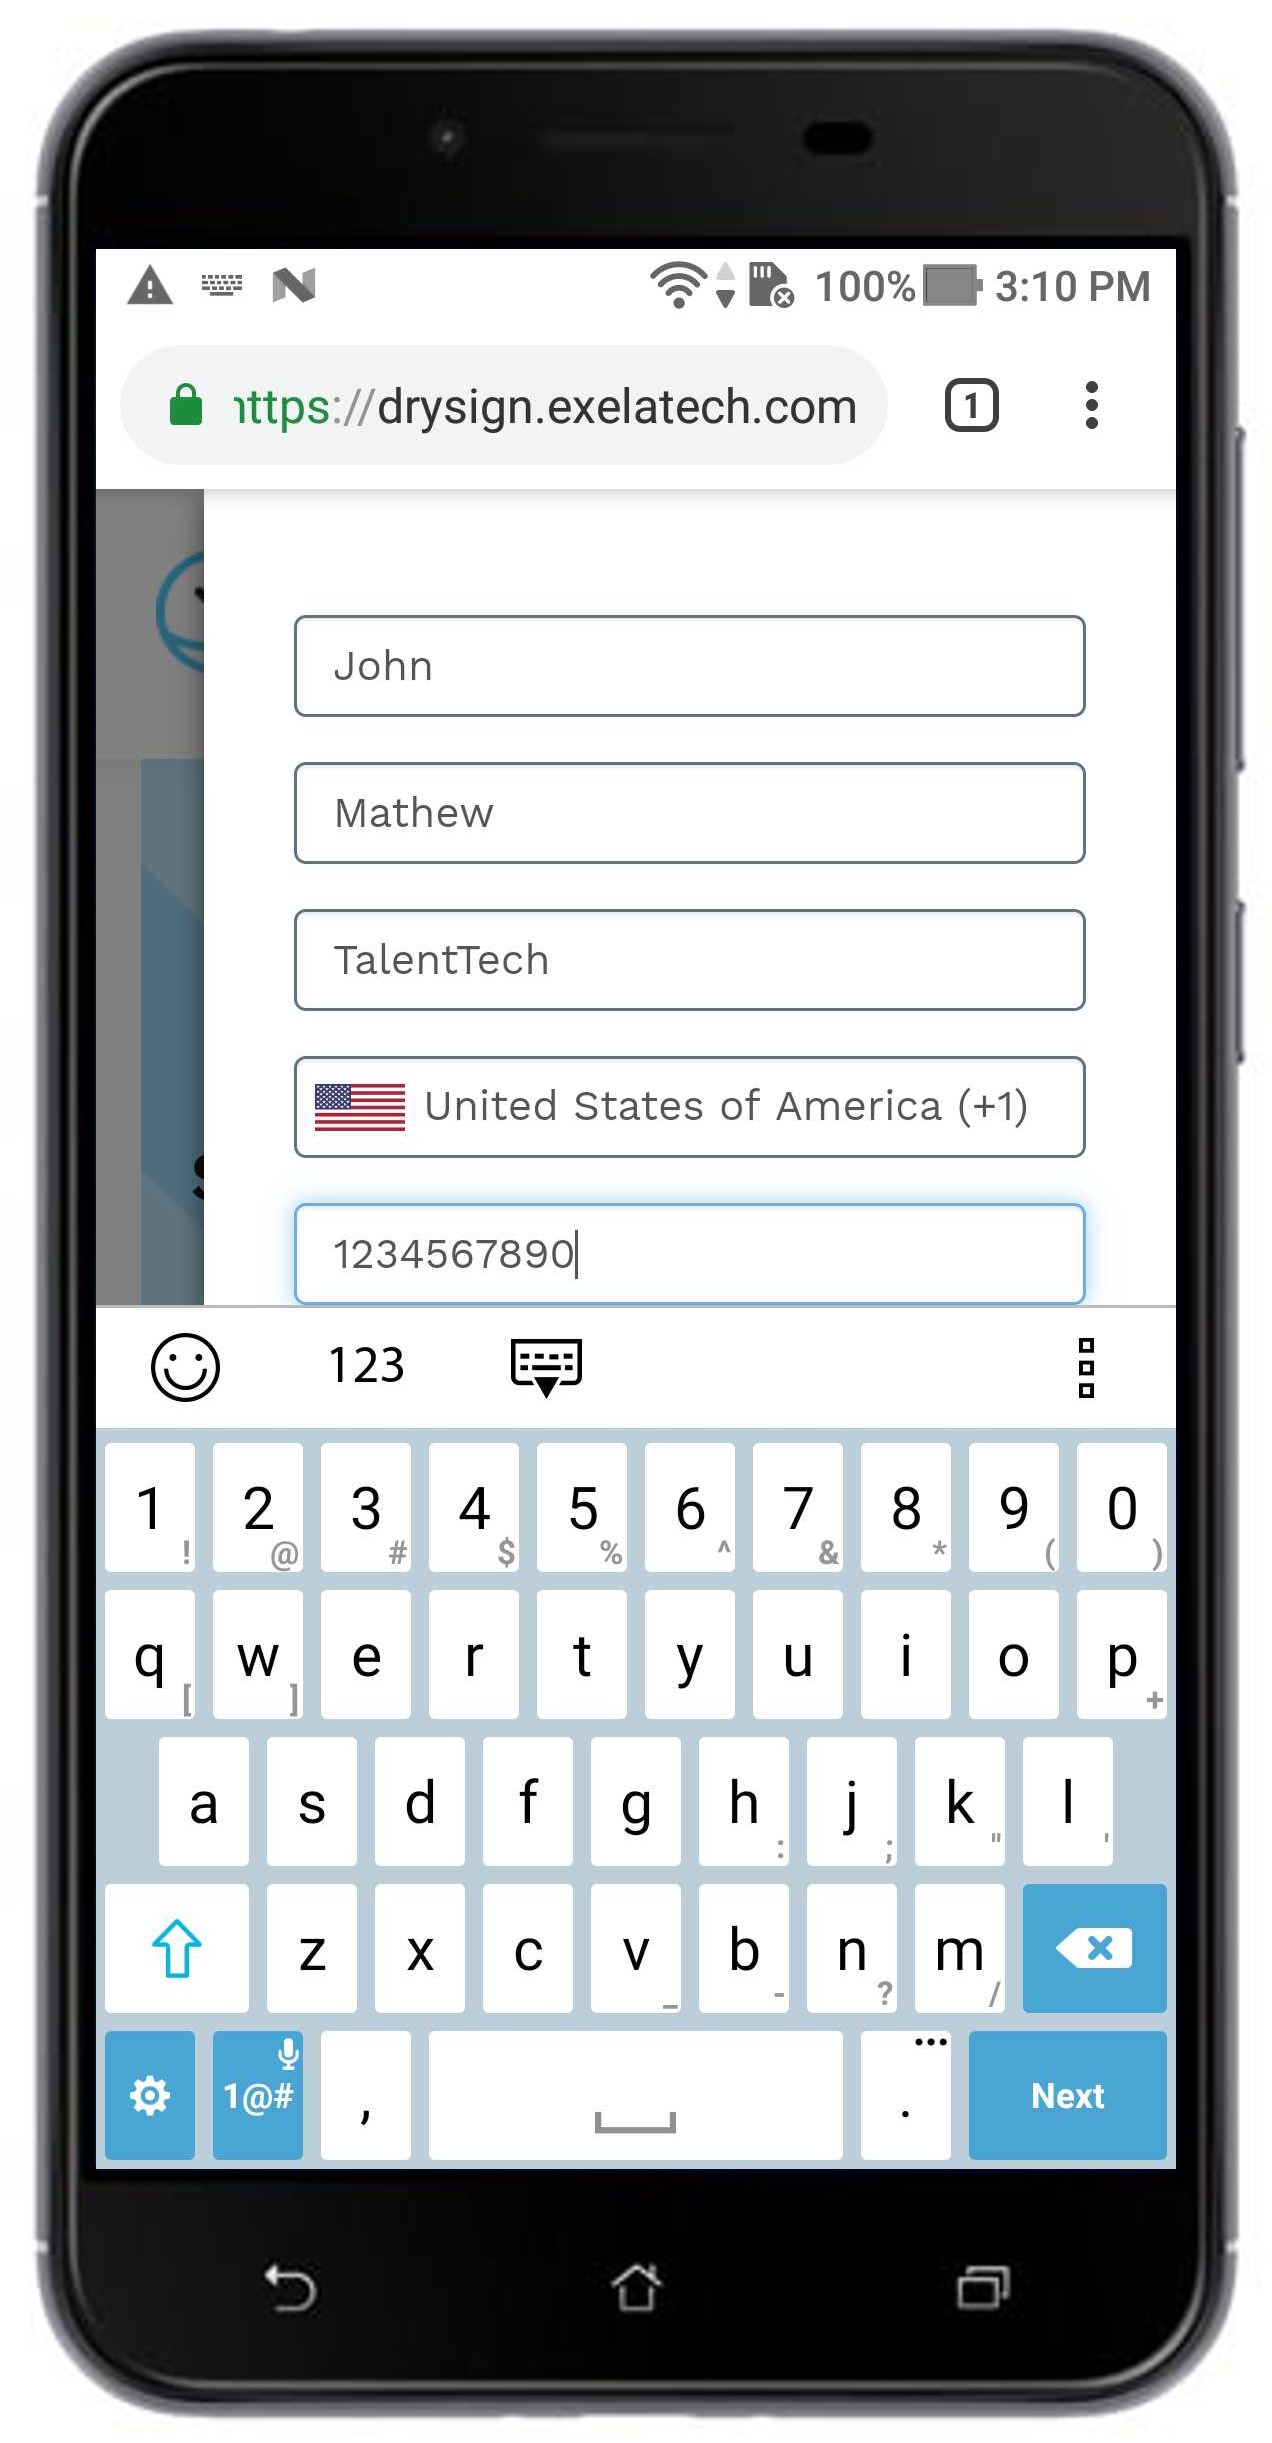 100% 3:10 PM
https://drysign.exelatech.com 1
John
Mathew
TalentTech
United States of America (+1)
1234567890
123
1 ! 2 @ 3 # 4 $ 5 % 6 ^ 7 & 8 * 9 ( 0 )
q [ w ] e r t y u i o p +
a s d f g h : j ; k " l '
z x c v _ b - n ? m /
1@# , . ... Next